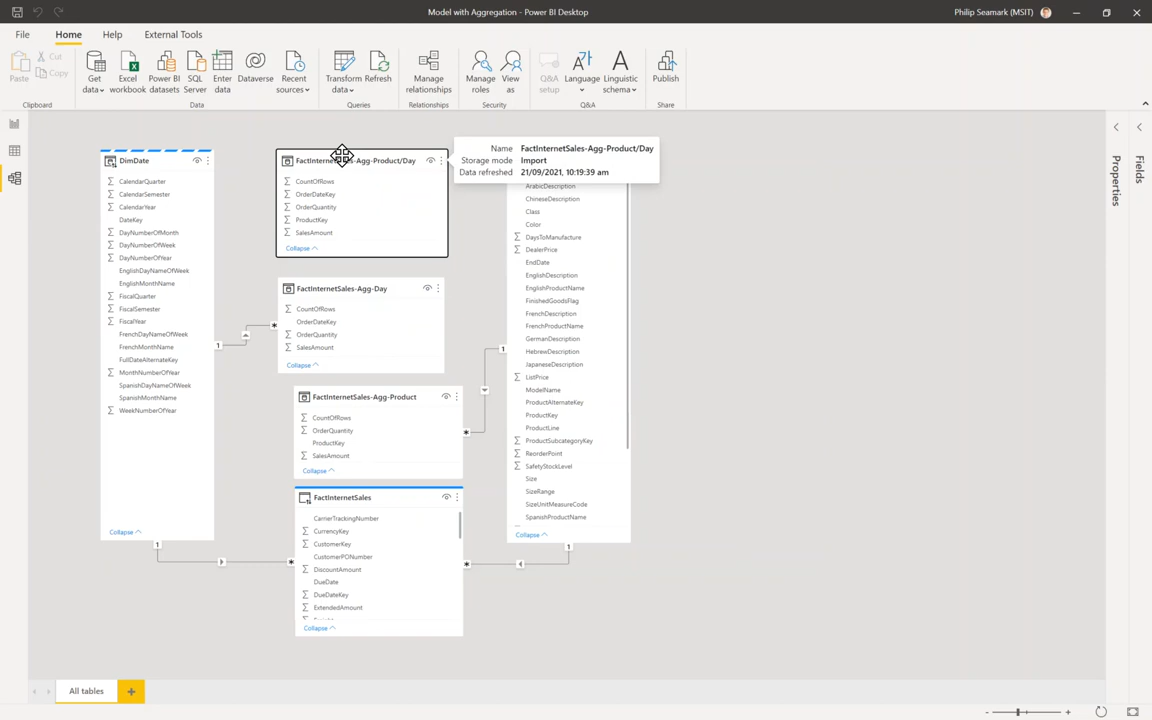 Model with Aggregation - Power BI Desktop
Philip Seamark (MSIT)
File
Home
Help
External Tools
Paste
Cut
Copy
Get data
Excel workbook
Power BI datasets
SQL Server
Enter data
Dataverse
Recent sources
Transform data
Refresh
Manage relationships
Manage roles
View as
Q&A setup
Language
Linguistic schema
Publish
Clipboard
Data
Queries
Relationships
Security
Q&A
Share
DimDate
CalendarQuarter
CalendarSemester
CalendarYear
DateKey
DayNumberOfMonth
DayNumberOfWeek
DayNumberOfYear
EnglishDayNameOfWeek
EnglishMonthName
FiscalQuarter
FiscalSemester
FiscalYear
FrenchDayNameOfWeek
FrenchMonthName
FullDateAlternateKey
MonthNumberOfYear
SpanishDayNameOfWeek
SpanishMonthName
WeekNumberOfYear
Collapse
FactInternetSales-Agg-Product/Day
CountOfRows
OrderDateKey
OrderQuantity
ProductKey
SalesAmount
Collapse
Name FactInternetSales-Agg-Product/Day
Storage mode Import
Data refreshed 21/09/2021, 10:19:39 am
FactInternetSales-Agg-Day
CountOfRows
OrderDateKey
OrderQuantity
SalesAmount
Collapse
FactInternetSales-Agg-Product
CountOfRows
OrderQuantity
ProductKey
SalesAmount
Collapse
FactInternetSales
CarrierTrackingNumber
CurrencyKey
CustomerKey
CustomerPONumber
DiscountAmount
DueDate
DueDateKey
ExtendedAmount
Collapse
ArabicDescription
ChineseDescription
Class
Color
DaysToManufacture
DealerPrice
EndDate
EnglishDescription
EnglishProductName
FinishedGoodsFlag
FrenchDescription
FrenchProductName
GermanDescription
HebrewDescription
JapaneseDescription
ListPrice
ModelName
ProductAlternateKey
ProductKey
ProductLine
ProductSubcategoryKey
ReorderPoint
SafetyStockLevel
Size
SizeRange
SizeUnitMeasureCode
SpanishProductName
Collapse
1
*
1
*
1
*
1
*
Properties
Fields
All tables